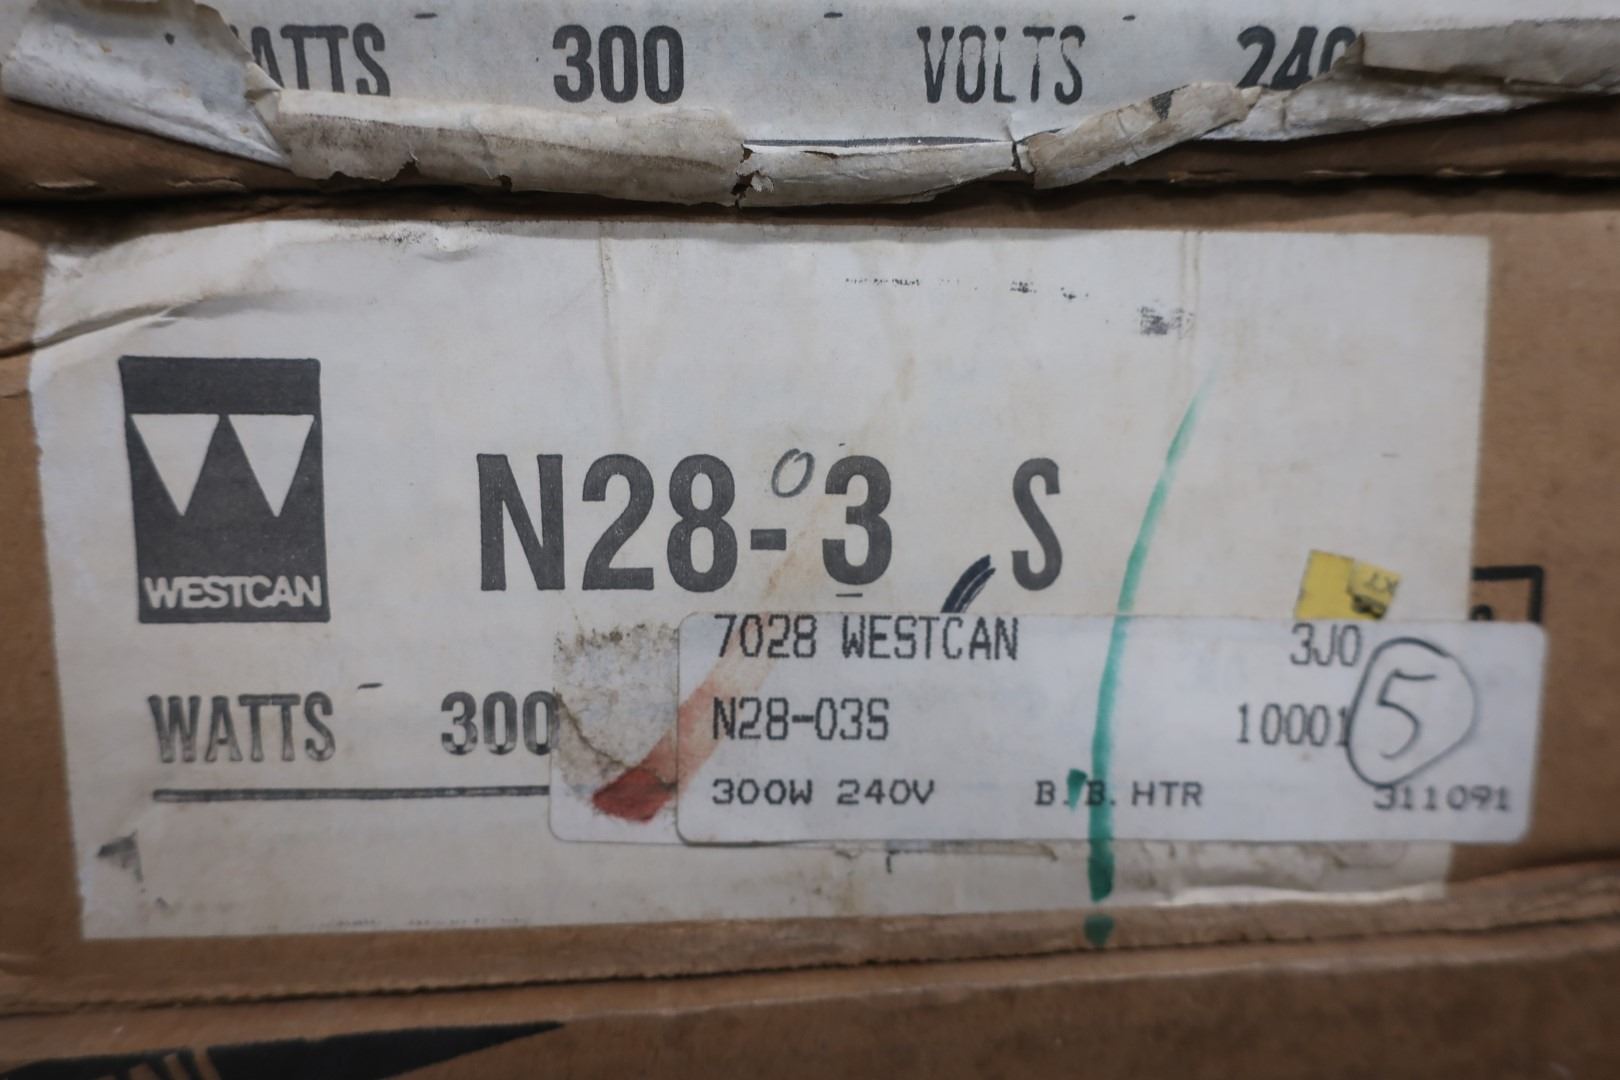 WATTS 300 VOLTS 240
WESTCAN
N28-03 S
WATTS 300
7028 WESTCAN 3J0
N28-03S 10001
5
300W 240V B.B. HTR 311091